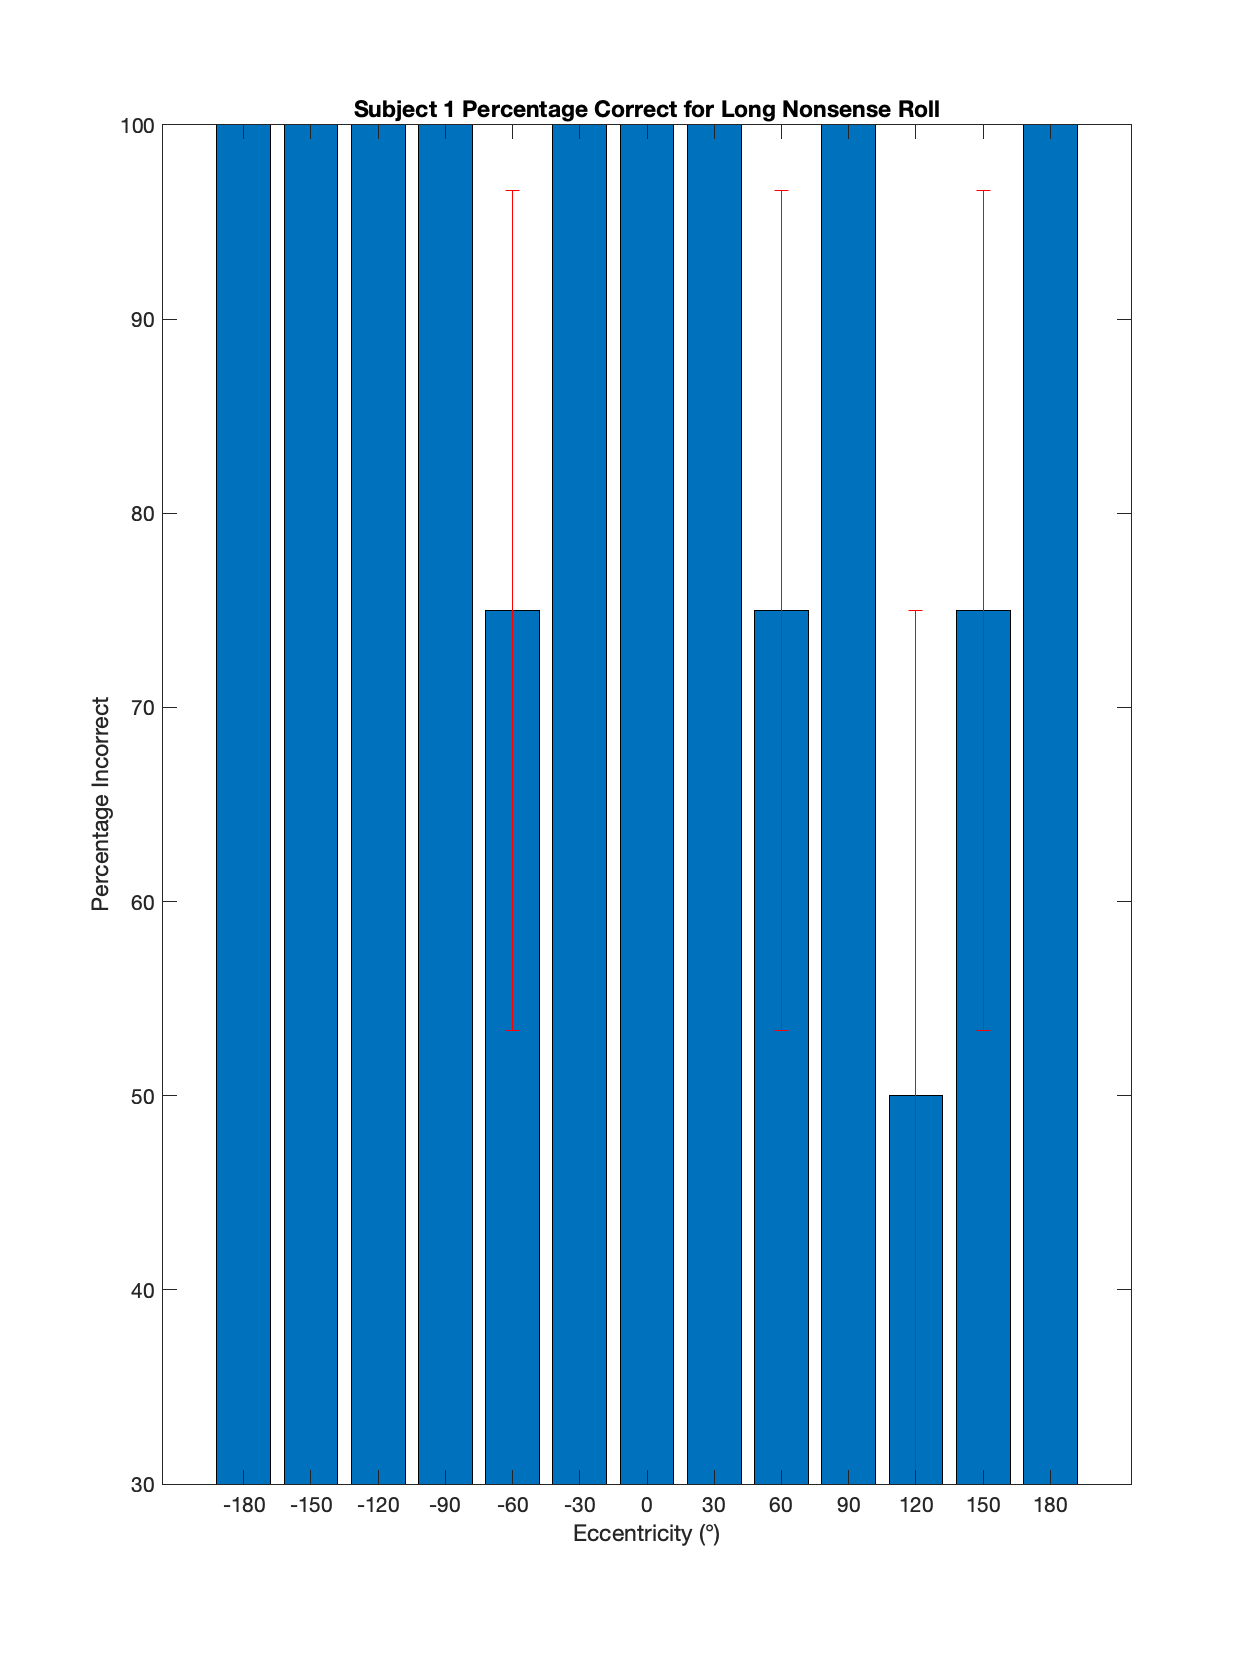 Subject 1 Percentage Correct for Long Nonsense Roll
100
90
80
70
60
50
40
30
Percentage Incorrect
-180 -150 -120 -90 -60 -30 0 30 60 90 120 150 180
Eccentricity (°)